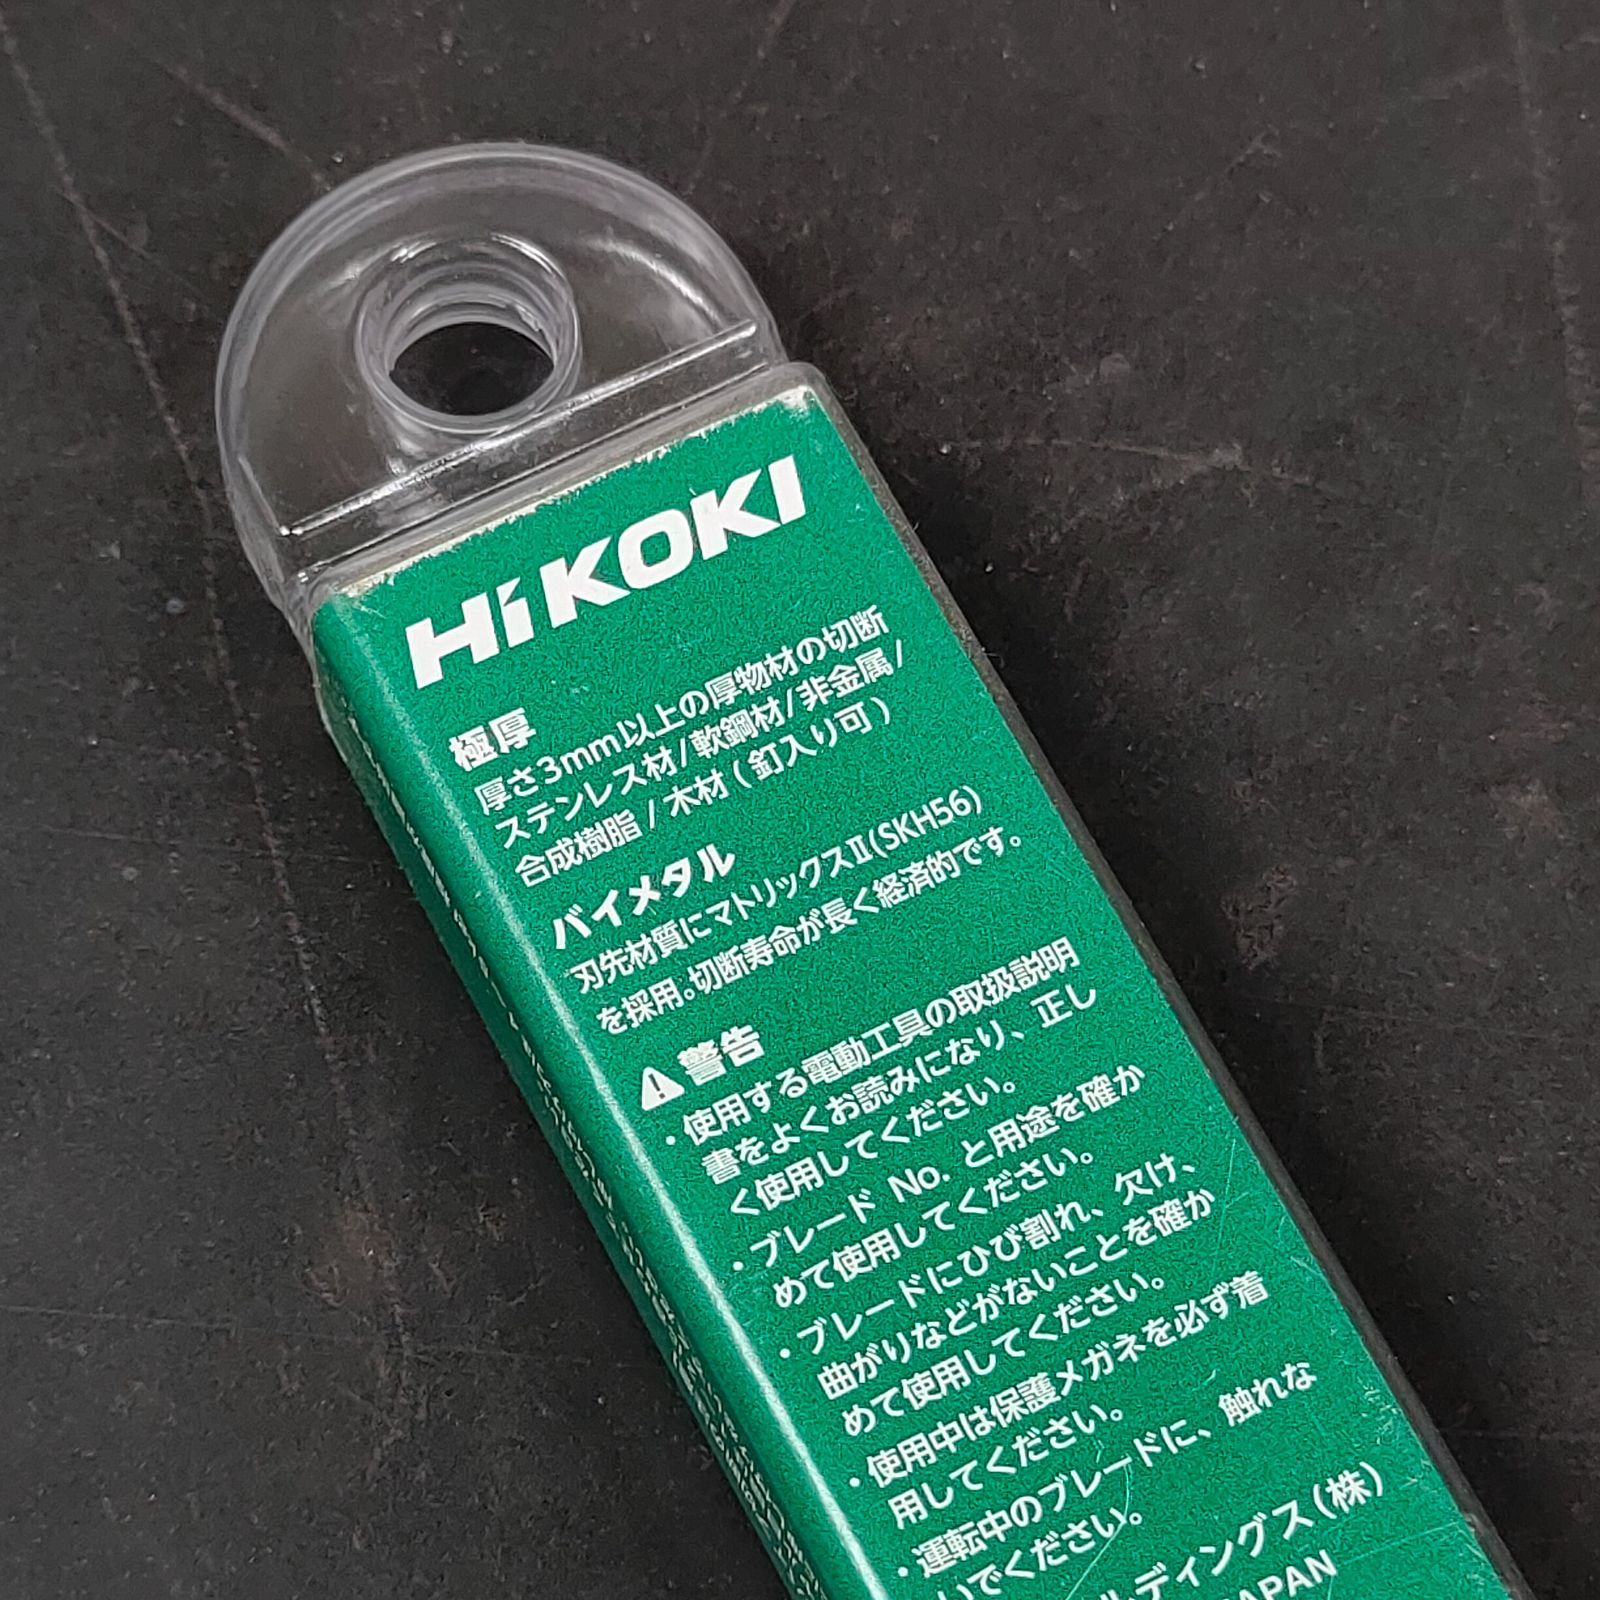 HiKOKI
極厚
厚さ3mm以上の厚物材の切断
ステンレス材/軟鋼材/非金属/
合成樹脂/木材(釘入り可)
バイメタル
刃先材質にマトリックスⅡ(SKH56)
を採用。切断寿命が長く経済的です。
⚠警告
・使用する電動工具の取扱説明
書をよくお読みになり、正し
く使用してください。
・ブレード No. と用途を確か
めて使用してください。
・ブレードにひび割れ、欠け、
曲がりなどがないことを確か
めて使用してください。
・使用中は保護メガネを必ず着
用してください。
・運転中のブレードに、触れな
いでください。
ルディングス(株)
JAPAN